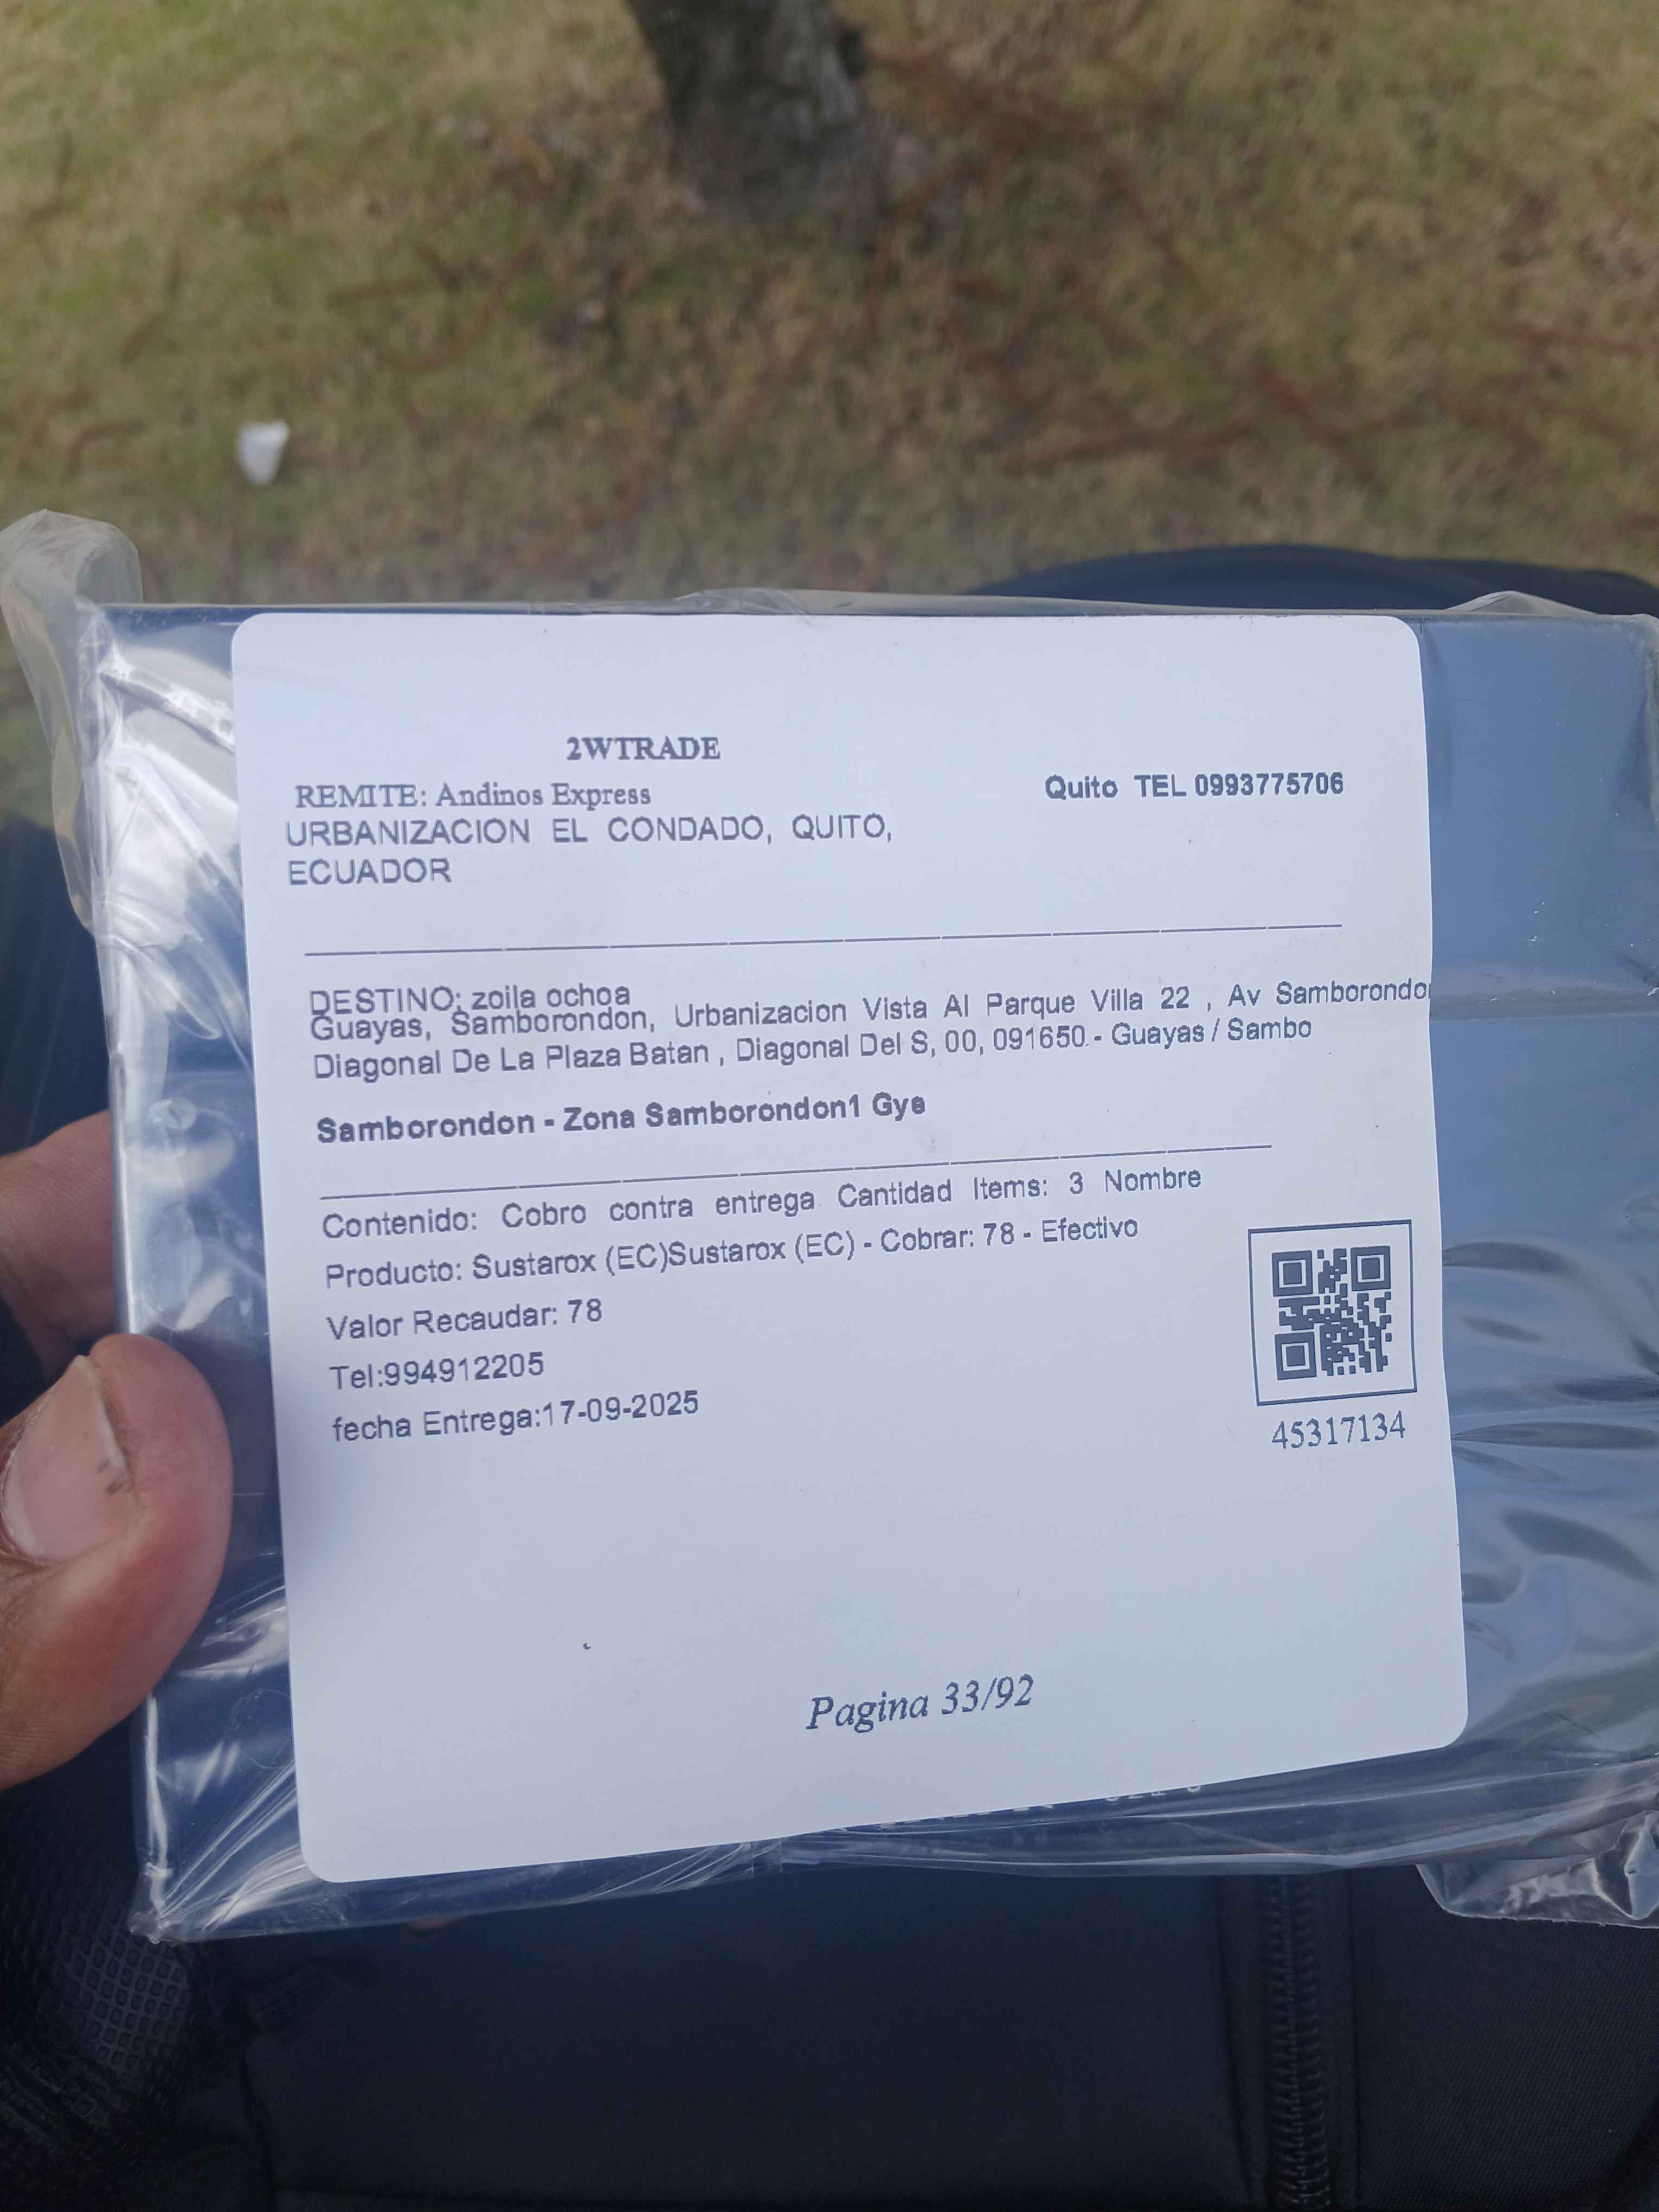 2WTRADE
REMITE: Andinos Express
Quito TEL 0993775706
URBANIZACION EL CONDADO, QUITO,
ECUADOR
DESTINO: zoila ochoa
Guayas, Samborondon, Urbanizacion Vista Al Parque Villa 22 , Av Samborondo
Diagonal De La Plaza Batan , Diagonal Del S, 00, 091650.- Guayas / Sambo
Samborondon - Zona Samborondon1 Gye
Contenido: Cobro contra entrega Cantidad Items: 3 Nombre
Producto: Sustarox (EC)Sustarox (EC) - Cobrar: 78 - Efectivo
Valor Recaudar: 78
Tel:994912205
fecha Entrega:17-09-2025
45317134
Pagina 33/92